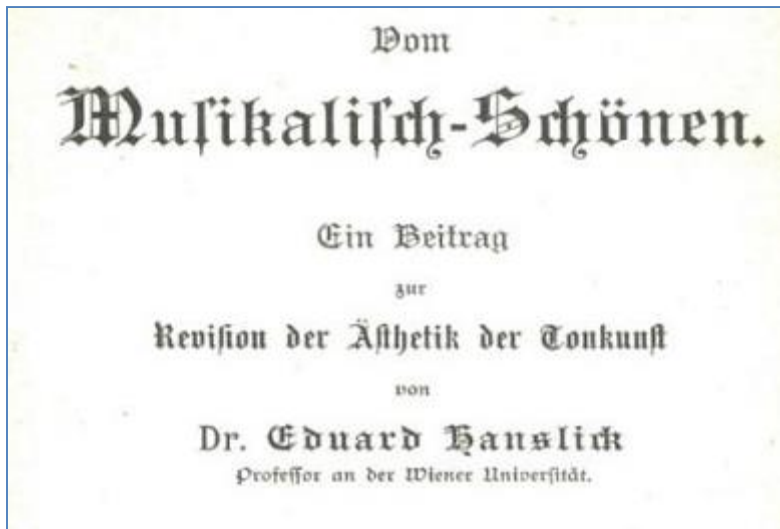 Vom
Muſikaliſch-Schönen.
Ein Beitrag
zur
Reviſion der Äſthetik der Tonkunſt
von
Dr. Eduard Hanslick
Profeſſor an der Wiener Univerſität.